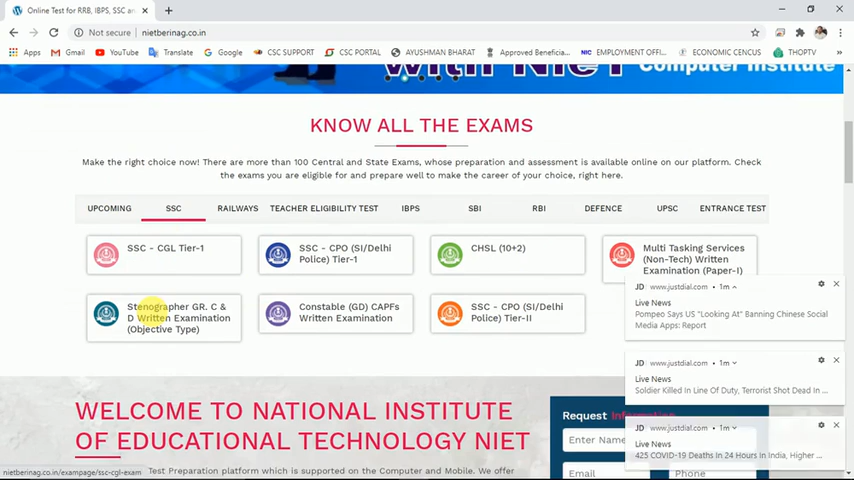 Online Test for RRB, IBPS, SSC an
Not secure | nietberinag.co.in
Apps
Gmail
YouTube
Translate
Google
CSC SUPPORT
CSC PORTAL
AYUSHMAN BHARAT
Approved Beneficia...
EMPLOYMENT OFFI...
ECONOMIC CENCUS
THOPTV
with NIET
Computer Institute
KNOW ALL THE EXAMS
Make the right choice now! There are more than 100 Central and State Exams, whose preparation and assessment is available online on our platform. Check
the exams you are eligible for and prepare well to make the career of your choice, right here.
UPCOMING
SSC
RAILWAYS
TEACHER ELIGIBILITY TEST
IBPS
SBI
RBI
DEFENCE
UPSC
ENTRANCE TEST
SSC - CGL Tier-1
SSC - CPO (SI/Delhi
Police) Tier-1
CHSL (10+2)
Multi Tasking Services
(Non-Tech) Written
Examination (Paper-I)
Stenographer GR. C &
D Written Examination
(Objective Type)
Constable (GD) CAPFs
Written Examination
SSC - CPO (SI/Delhi
Police) Tier-II
JD www.justdial.com • 1m
Live News
Pompeo Says US "Looking At" Banning Chinese Social
Media Apps: Report
JD www.justdial.com • 1m
Live News
Soldier Killed In Line Of Duty, Terrorist Shot Dead In ...
JD www.justdial.com • 1m
Live News
425 COVID-19 Deaths In 24 Hours In India, Higher ...
WELCOME TO NATIONAL INSTITUTE
OF EDUCATIONAL TECHNOLOGY NIET
Test Preparation platform which is supported on the Computer and Mobile. We offer
Request Information
Enter Name
Email
Phone
nietberinag.co.in/exampage/ssc-cgl-exam